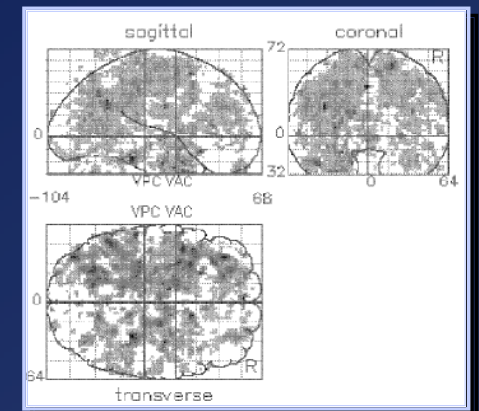 sagittal coronal
72 R
0 0
32
VPC VAC 0 64
-104 68
VPC VAC
0
R
64
transverse